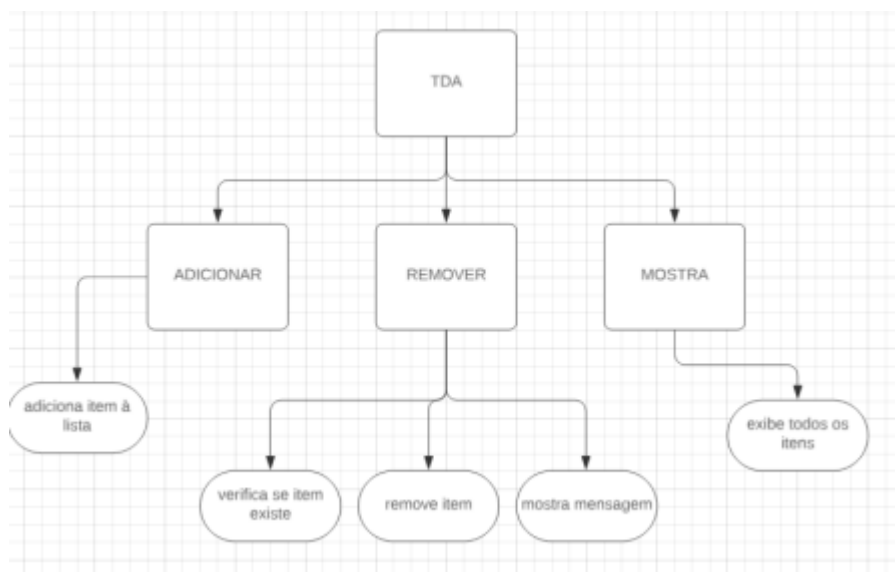 TDA
ADICIONAR
REMOVER
MOSTRA
adiciona item à
lista
exibe todos os
itens
verifica se item
existe
remove item
mostra mensagem